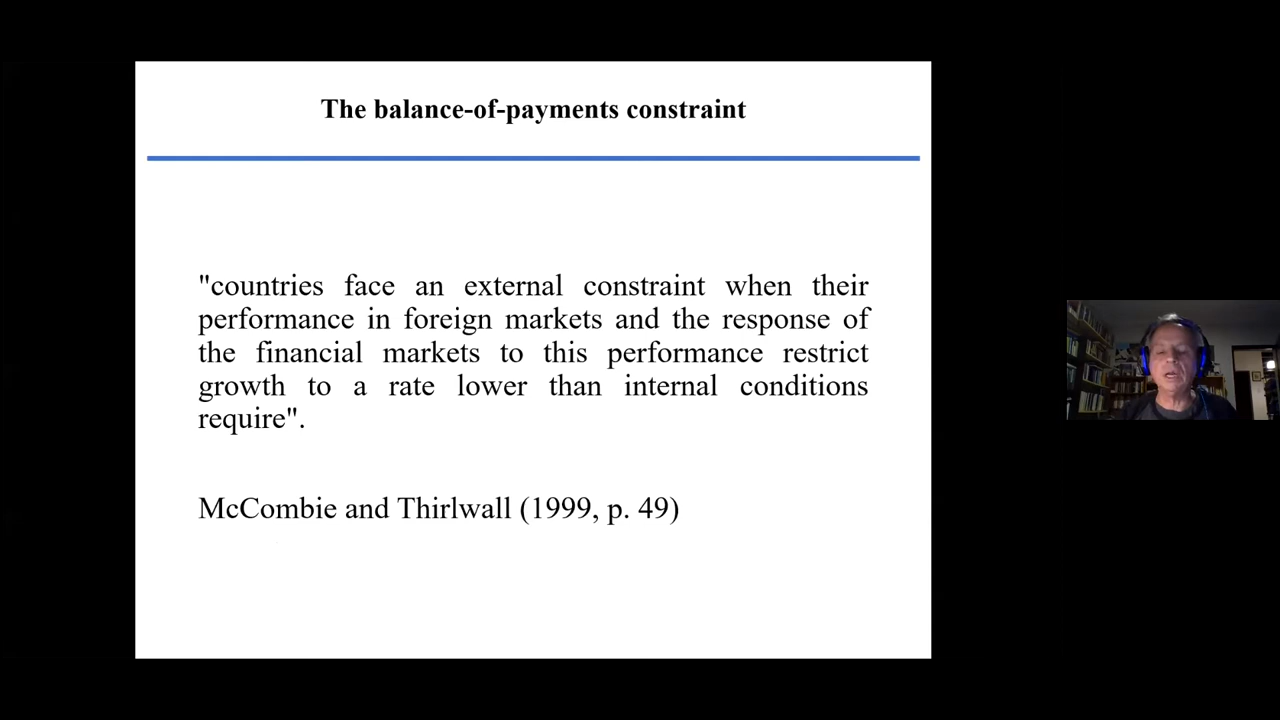 The balance-of-payments constraint
"countries face an external constraint when their
performance in foreign markets and the response of
the financial markets to this performance restrict
growth to a rate lower than internal conditions
require".
McCombie and Thirlwall (1999, p. 49)